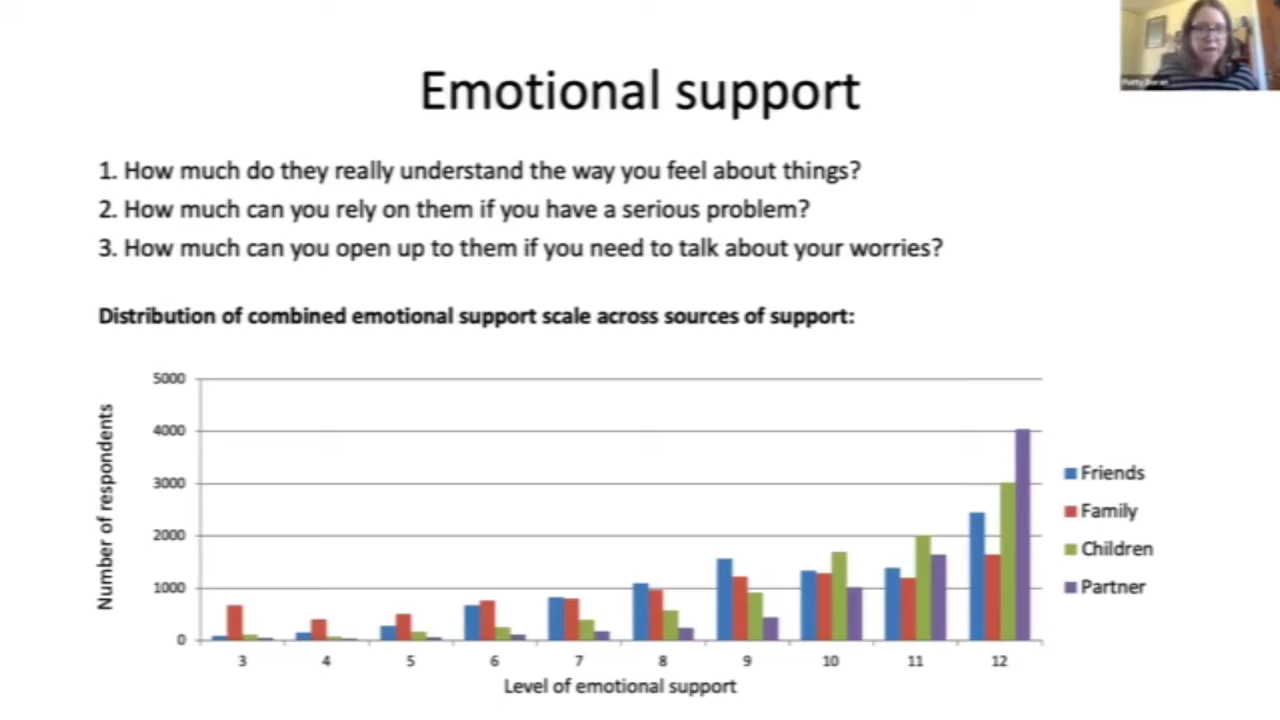 Emotional support
1. How much do they really understand the way you feel about things?
2. How much can you rely on them if you have a serious problem?
3. How much can you open up to them if you need to talk about your worries?
Distribution of combined emotional support scale across sources of support:
Number of respondents
5000
4000
3000
2000
1000
0
3 4 5 6 7 8 9 10 11 12
Level of emotional support
Friends
Family
Children
Partner